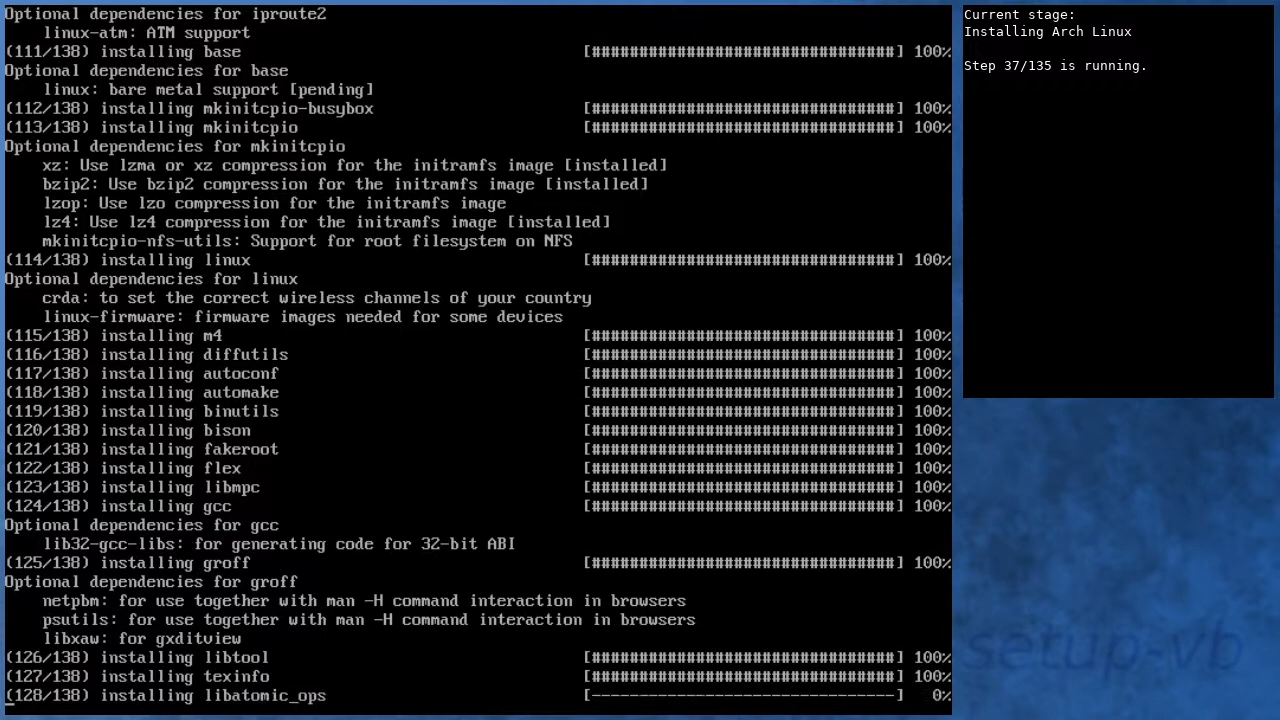 Optional dependencies for iproute2
    linux-atm: ATM support
(111/138) installing base [################################] 100%
Optional dependencies for base
    linux: bare metal support [pending]
(112/138) installing mkinitcpio-busybox [################################] 100%
(113/138) installing mkinitcpio [################################] 100%
Optional dependencies for mkinitcpio
    xz: Use lzma or xz compression for the initramfs image [installed]
    bzip2: Use bzip2 compression for the initramfs image [installed]
    lzop: Use lzo compression for the initramfs image
    lz4: Use lz4 compression for the initramfs image [installed]
    mkinitcpio-nfs-utils: Support for root filesystem on NFS
(114/138) installing linux [################################] 100%
Optional dependencies for linux
    crda: to set the correct wireless channels of your country
    linux-firmware: firmware images needed for some devices
(115/138) installing m4 [################################] 100%
(116/138) installing diffutils [################################] 100%
(117/138) installing autoconf [################################] 100%
(118/138) installing automake [################################] 100%
(119/138) installing binutils [################################] 100%
(120/138) installing bison [################################] 100%
(121/138) installing fakeroot [################################] 100%
(122/138) installing flex [################################] 100%
(123/138) installing libmpc [################################] 100%
(124/138) installing gcc [################################] 100%
Optional dependencies for gcc
    lib32-gcc-libs: for generating code for 32-bit ABI
(125/138) installing groff [################################] 100%
Optional dependencies for groff
    netpbm: for use together with man -H command interaction in browsers
    psutils: for use together with man -H command interaction in browsers
    libxaw: for gxditview
(126/138) installing libtool [################################] 100%
(127/138) installing texinfo [################################] 100%
(128/138) installing libatomic_ops [--------------------------------] 0%
Current stage:
Installing Arch Linux
Step 37/135 is running.
setup-vb